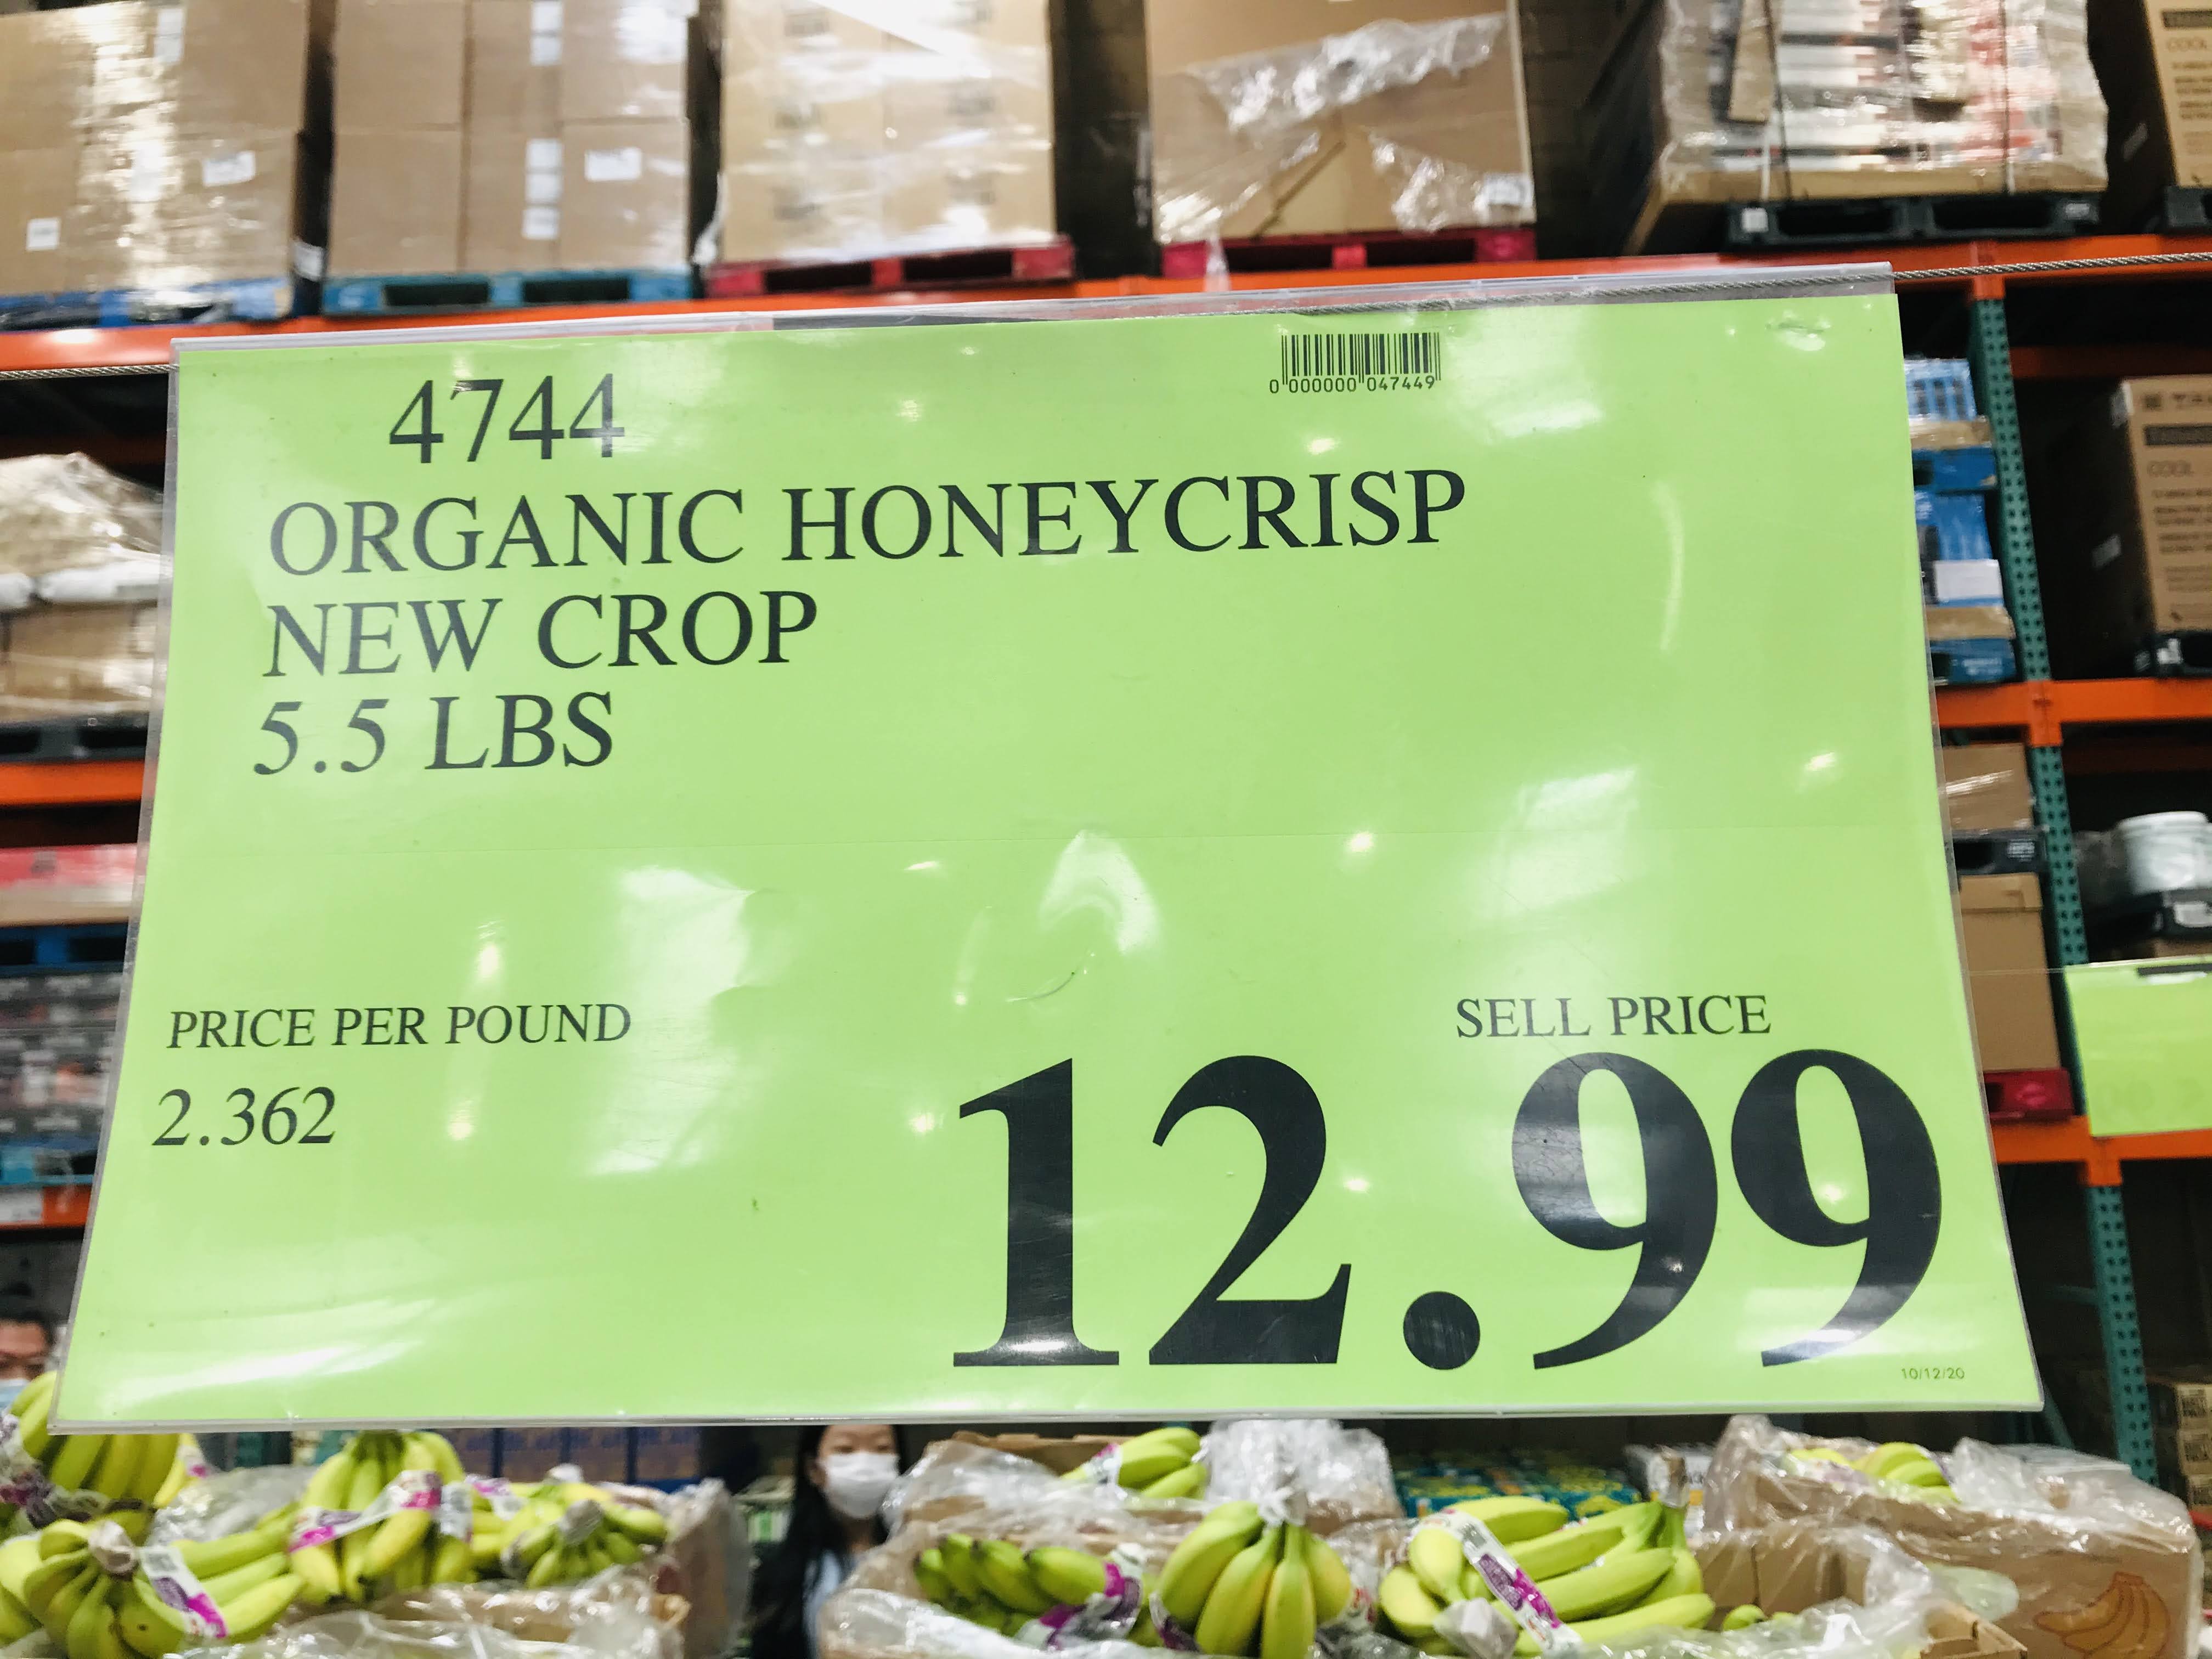 4744
0 000000 047449
ORGANIC HONEYCRISP
NEW CROP
5.5 LBS
PRICE PER POUND
2.362
SELL PRICE
12.99
10/12/20
COOL